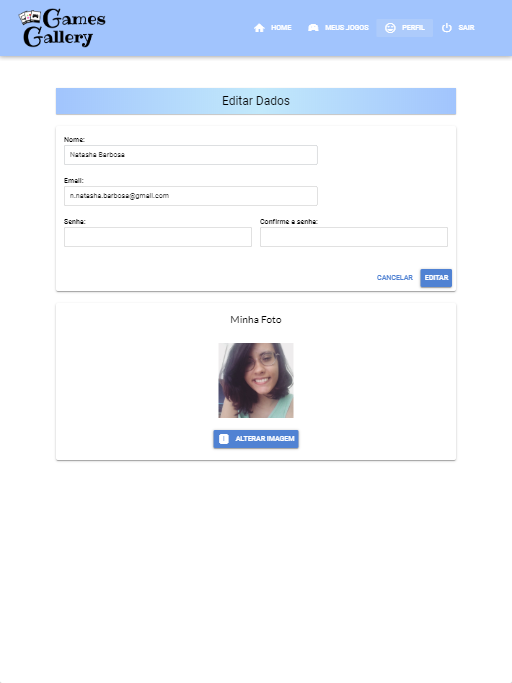 Games
Gallery
HOME
MEUS JOGOS
PERFIL
SAIR
Editar Dados
Nome:
Natasha Barbosa
Email:
n.natasha.barbosa@gmail.com
Senha:
Confirme a senha:
CANCELAR
EDITAR
Minha Foto
ALTERAR IMAGEM